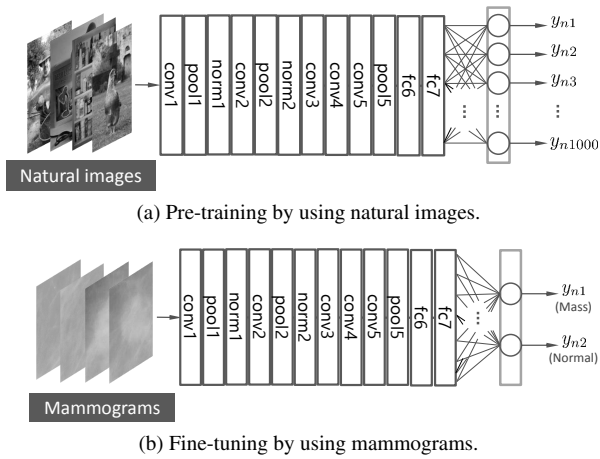 conv1 pool1 norm1 conv2 pool2 norm2 conv3 conv4 conv5 pool5 fc6 fc7
y_{n1}
y_{n2}
y_{n3}
...
... ... ⋮
y_{n1000}
Natural images
(a) Pre-training by using natural images.
conv1 pool1 norm1 conv2 pool2 norm2 conv3 conv4 conv5 pool5 fc6 fc7
y_{n1}
(Mass)
...
y_{n2}
(Normal)
Mammograms
(b) Fine-tuning by using mammograms.